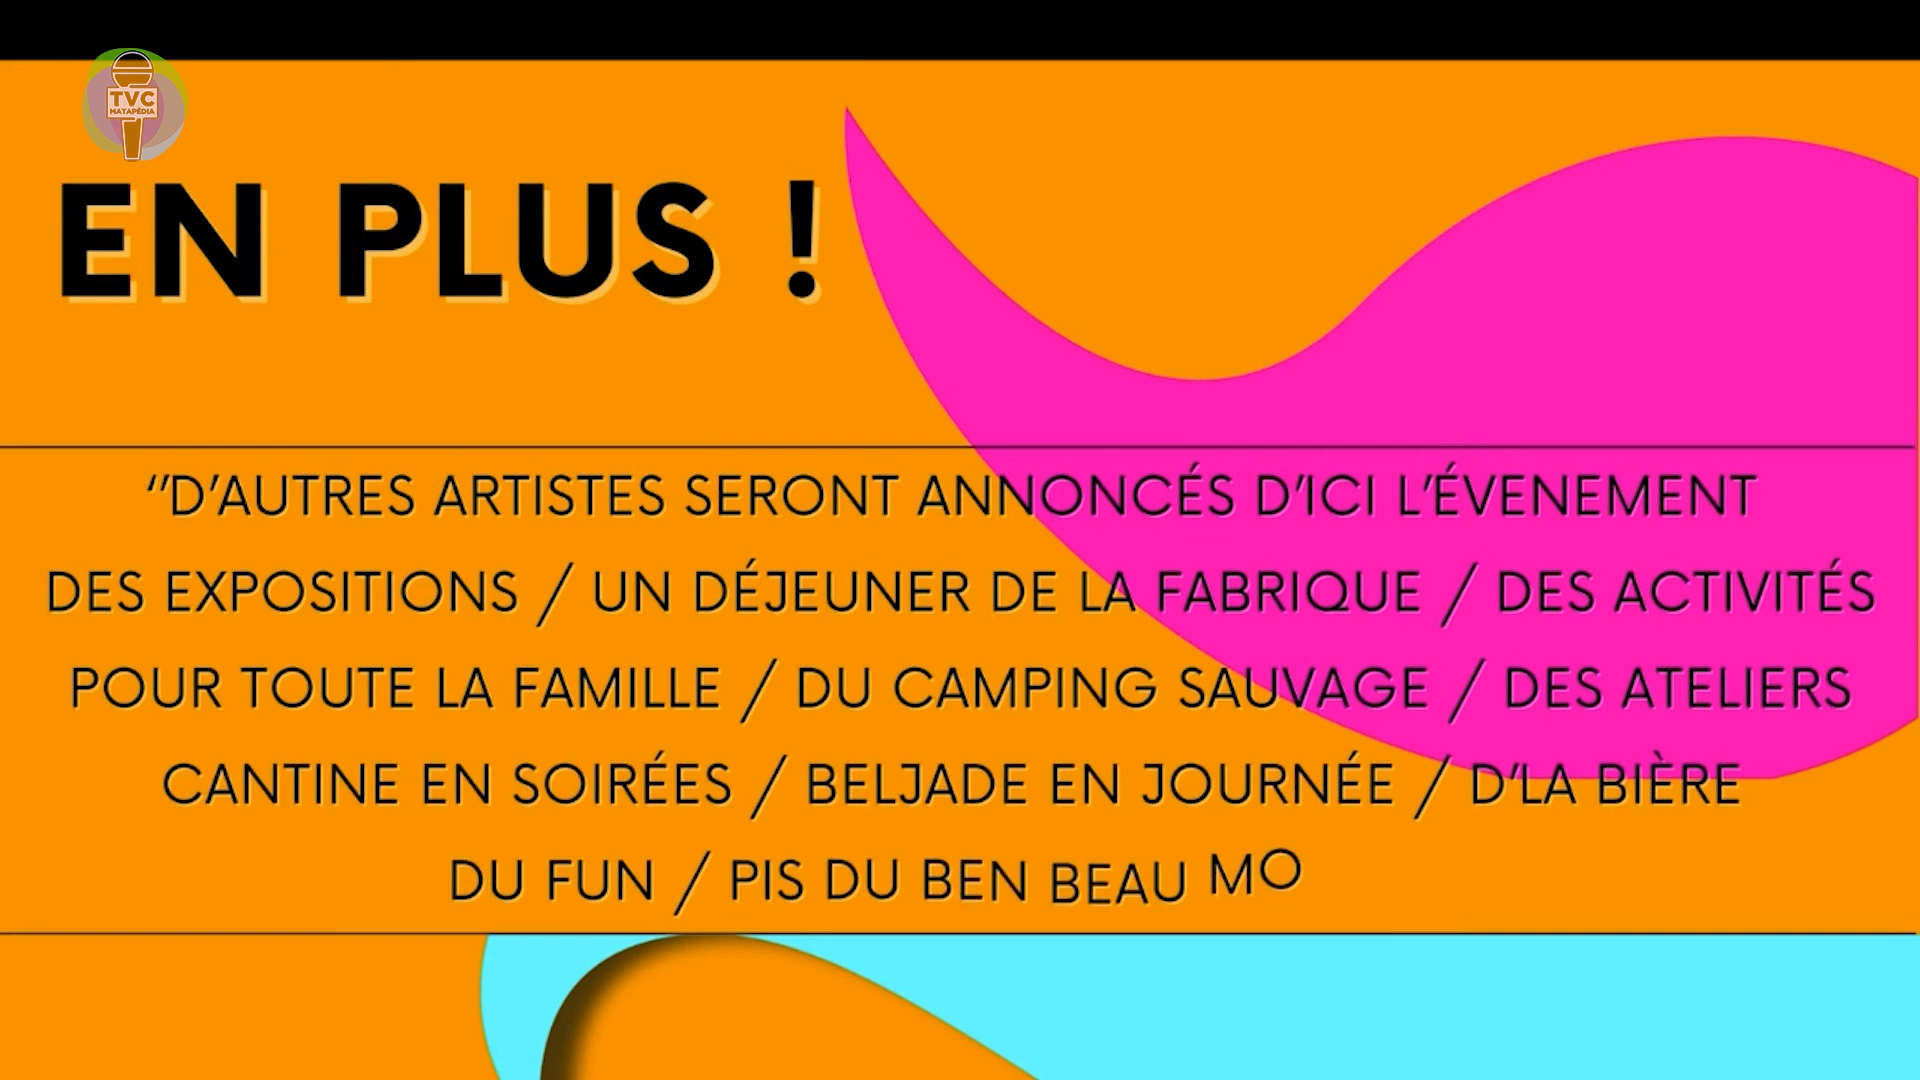 TVC
MATAPÉDIA
EN PLUS !
“D’AUTRES ARTISTES SERONT ANNONCÉS D’ICI L’ÉVENEMENT
DES EXPOSITIONS / UN DÉJEUNER DE LA FABRIQUE / DES ACTIVITÉS
POUR TOUTE LA FAMILLE / DU CAMPING SAUVAGE / DES ATELIERS
CANTINE EN SOIRÉES / BELJADE EN JOURNÉE / D’LA BIÈRE
DU FUN / PIS DU BEN BEAU MO